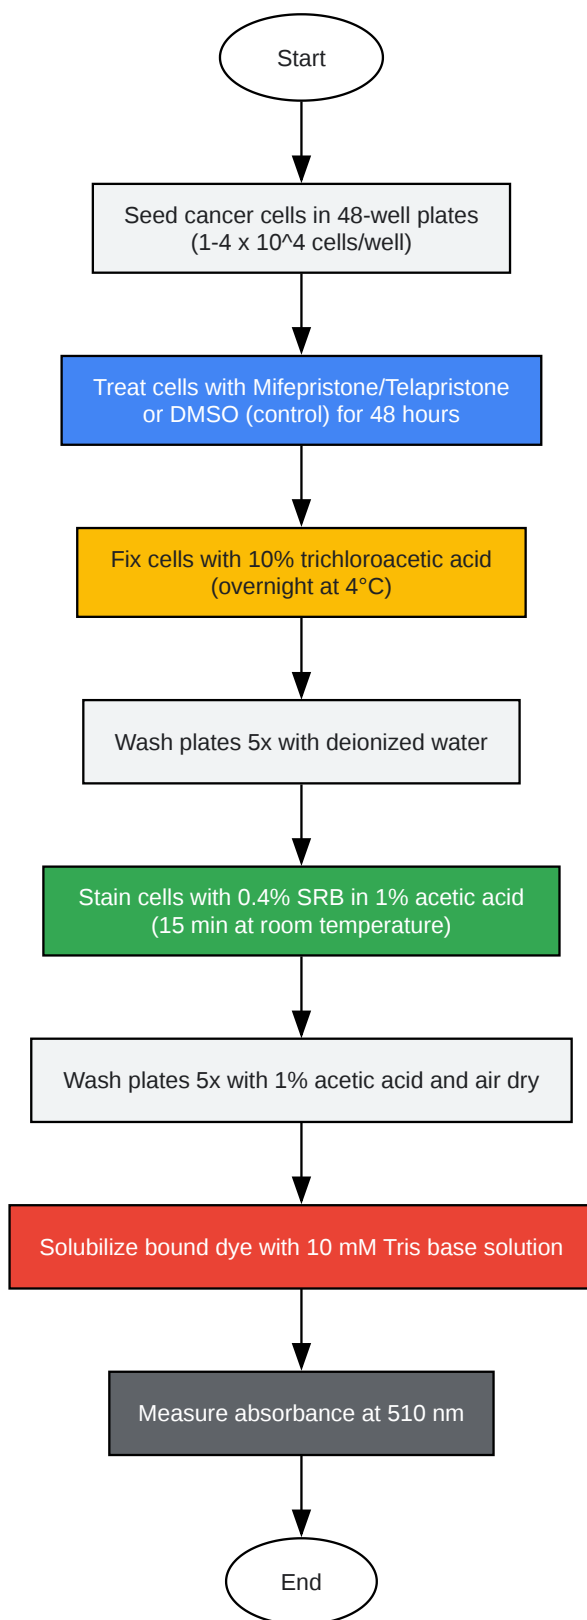 Start
Seed cancer cells in 48-well plates
(1-4 x 10^4 cells/well)
Treat cells with Mifepristone/Telapristone
or DMSO (control) for 48 hours
Fix cells with 10% trichloroacetic acid
(overnight at 4°C)
Wash plates 5x with deionized water
Stain cells with 0.4% SRB in 1% acetic acid
(15 min at room temperature)
Wash plates 5x with 1% acetic acid and air dry
Solubilize bound dye with 10 mM Tris base solution
Measure absorbance at 510 nm
End